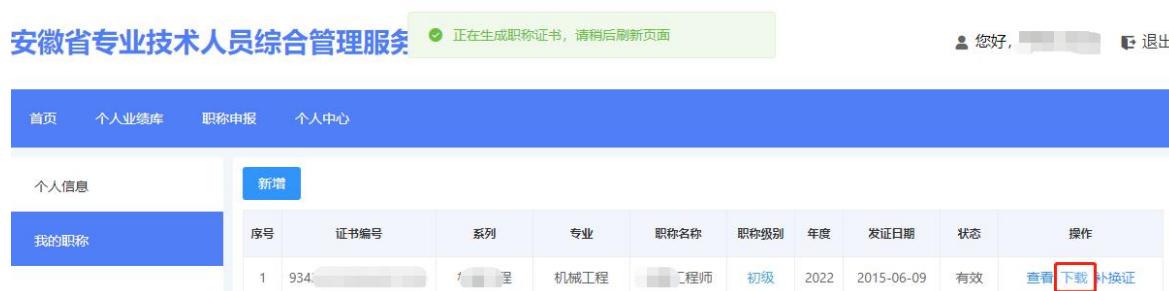 安徽省专业技术人员综合管理服务
正在生成职称证书，请稍后刷新页面
您好，
退出
首页 个人业绩库 职称申报 个人中心
个人信息
新增
我的职称
序号 证书编号 系列 专业 职称名称 职称级别 年度 发证日期 状态 操作
1 934 程 机械工程 工程师 初级 2022 2015-06-09 有效 查看 下载 补换证